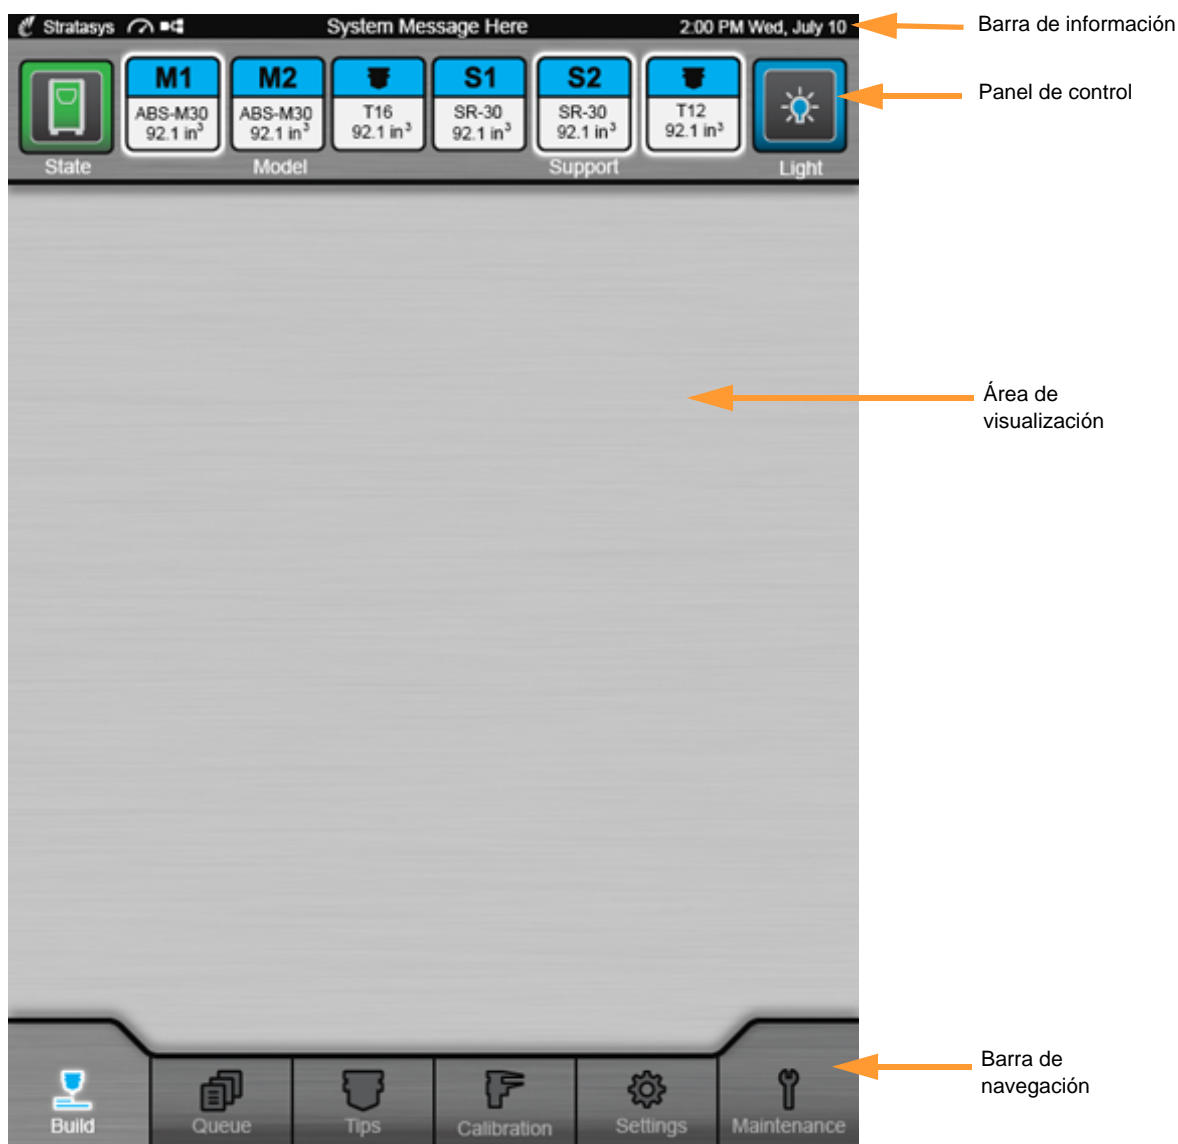 Stratasys System Message Here 2:00 PM Wed, July 10
Barra de información
M1 M2 S1 S2
ABS-M30 ABS-M30 T16 SR-30 SR-30 T12
92.1 in³ 92.1 in³ 92.1 in³ 92.1 in³ 92.1 in³ 92.1 in³
State Model Support Light
Panel de control
Área de
visualización
Barra de
navegación
Build Queue Tips Calibration Settings Maintenance